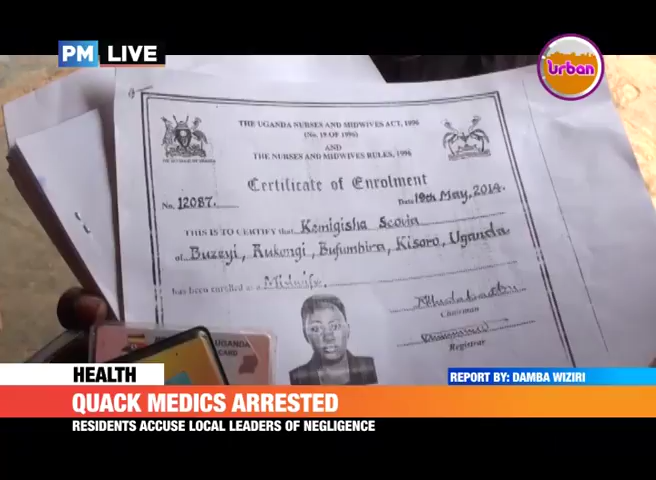 PM LIVE
Urban
THE UGANDA NURSES AND MIDWIVES ACT, 1996
(No. 19 OF 1996)
AND
THE NURSES AND MIDWIVES RULES, 1996
Certificate of Enrolment
No. 12087. Date 19th May, 2014.
THIS IS TO CERTIFY that Kemigisha Scovia
of Buzeyi, Rukongi, Bufumbira, Kisoro, Uganda
has been enrolled as a Midwife.
Chairman
Registrar
UGANDA
CARD
HEALTH
REPORT BY: DAMBA WIZIRI
QUACK MEDICS ARRESTED
RESIDENTS ACCUSE LOCAL LEADERS OF NEGLIGENCE